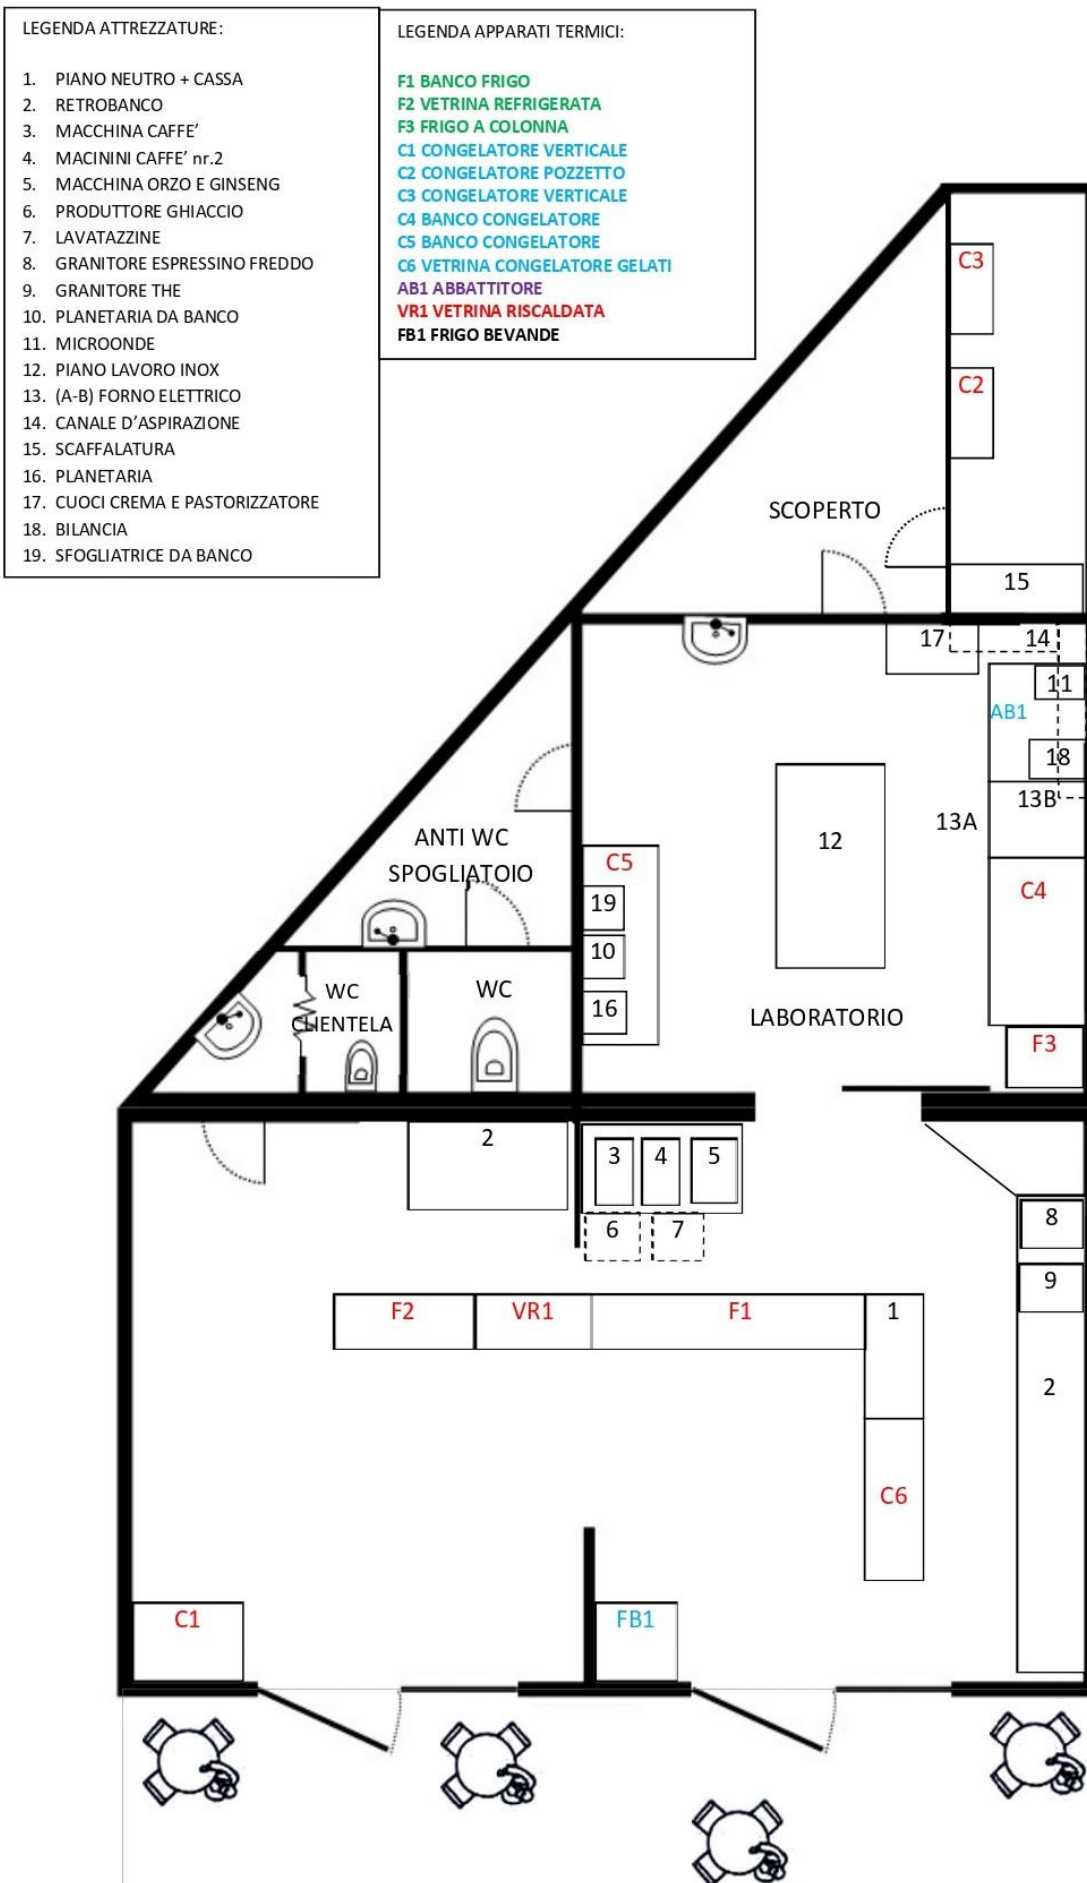 LEGENDA ATTREZZATURE:
1. PIANO NEUTRO + CASSA
2. RETROBANCO
3. MACCHINA CAFFE'
4. MACININI CAFFE' nr.2
5. MACCHINA ORZO E GINSENG
6. PRODUTTORE GHIACCIO
7. LAVATAZZINE
8. GRANITORE ESPRESSINO FREDDO
9. GRANITORE THE
10. PLANETARIA DA BANCO
11. MICROONDE
12. PIANO LAVORO INOX
13. (A-B) FORNO ELETTRICO
14. CANALE D'ASPIRAZIONE
15. SCAFFALATURA
16. PLANETARIA
17. CUOCI CREMA E PASTORIZZATORE
18. BILANCIA
19. SFOGLIATRICE DA BANCO
LEGENDA APPARATI TERMICI:
F1 BANCO FRIGO
F2 VETRINA REFRIGERATA
F3 FRIGO A COLONNA
C1 CONGELATORE VERTICALE
C2 CONGELATORE POZZETTO
C3 CONGELATORE VERTICALE
C4 BANCO CONGELATORE
C5 BANCO CONGELATORE
C6 VETRINA CONGELATORE GELATI
AB1 ABBATTITORE
VR1 VETRINA RISCALDATA
FB1 FRIGO BEVANDE
C3
C2
SCOPERTO
15
17
14
11
AB1
18
13B
13A
12
ANTI WC
SPOGLIATOIO
C5
19
10
16
C4
WC
CLIENTELA
WC
LABORATORIO
F3
2
3
4
5
6
7
8
9
F2
VR1
F1
1
2
C6
C1
FB1